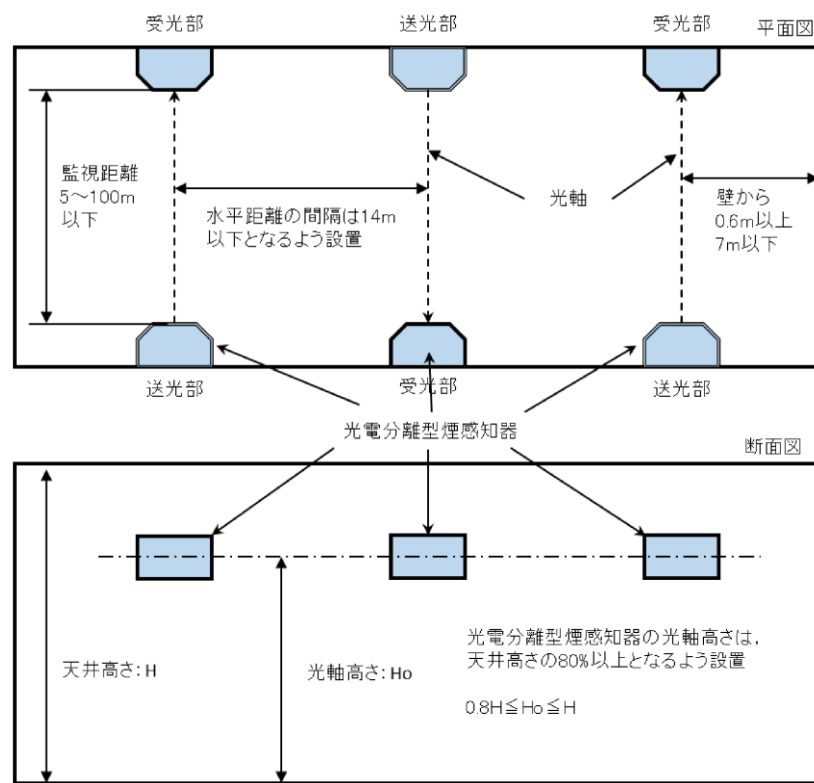 受光部
送光部
受光部
平面図
監視距離
5～100m
以下
水平距離の間隔は14m
以下となるよう設置
光軸
壁から
0.6m以上
7m以下
送光部
受光部
送光部
光電分離型煙感知器
断面図
天井高さ：H
光軸高さ：Ho
光電分離型煙感知器の光軸高さは，
天井高さの80%以上となるよう設置
0.8H≦Ho≦H